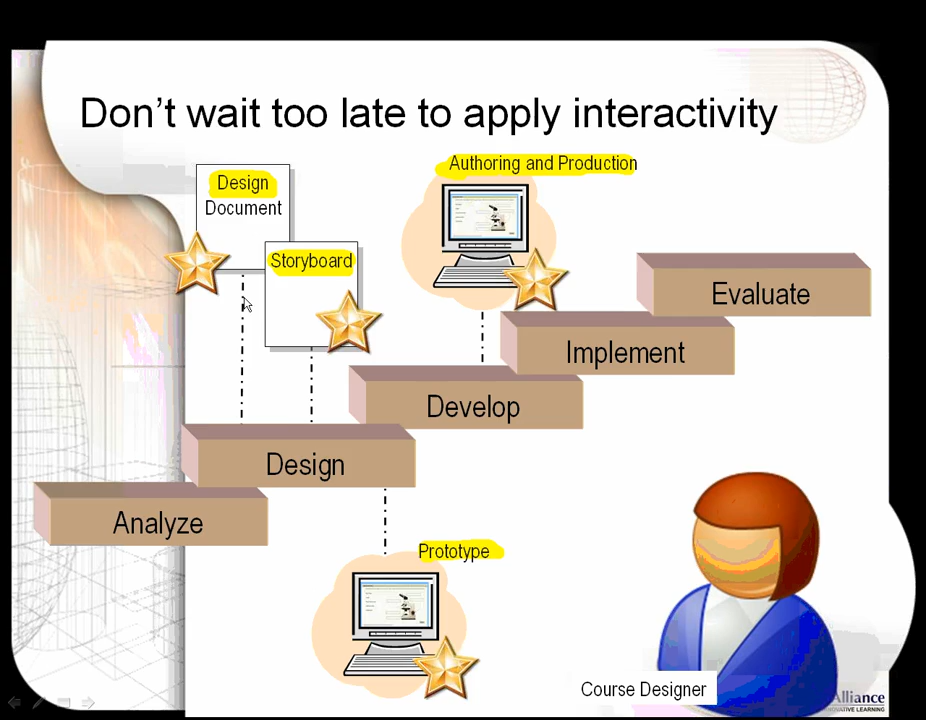 Don't wait too late to apply interactivity
Authoring and Production
Design
Document
Storyboard
Evaluate
Implement
Develop
Design
Analyze
Prototype
Course Designer
Alliance